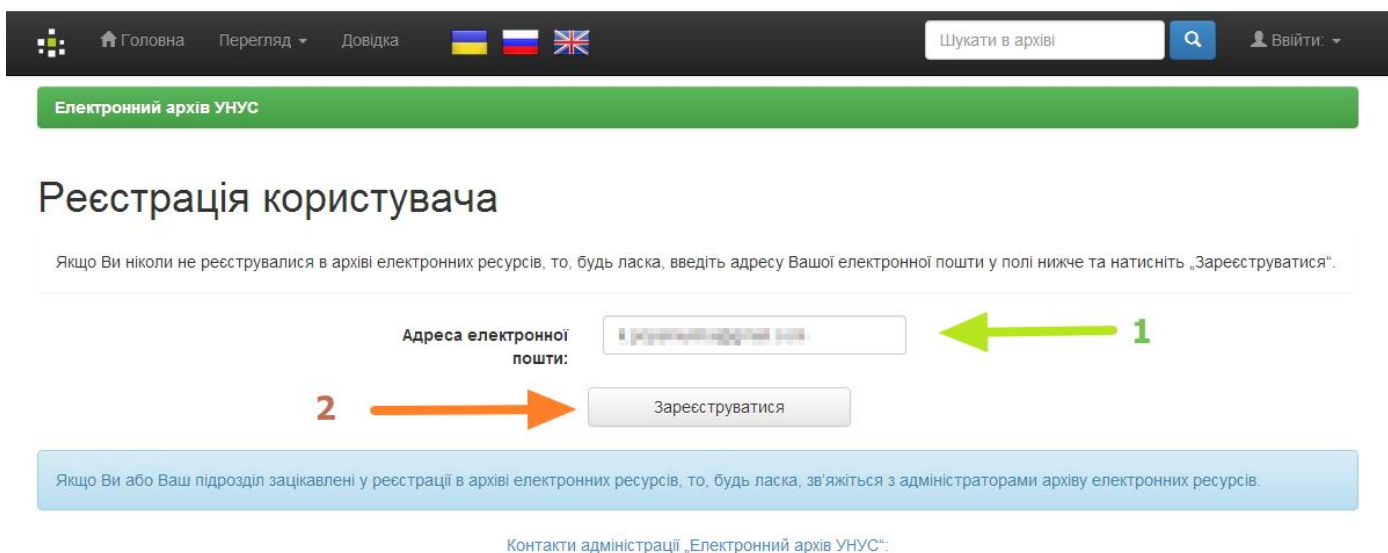 Головна Перегляд Довідка Шукати в архіві Ввійти:
Електронний архів УНУС
Реєстрація користувача
Якщо Ви ніколи не реєструвалися в архіві електронних ресурсів, то, будь ласка, введіть адресу Вашої електронної пошти у полі нижче та натисніть „Зареєструватися“.
Адреса електронної
пошти:
1
2 Зареєструватися
Якщо Ви або Ваш підрозділ зацікавлені у реєстрації в архіві електронних ресурсів, то, будь ласка, зв'яжіться з адміністраторами архіву електронних ресурсів.
Контакти адміністрації „Електронний архів УНУС“: